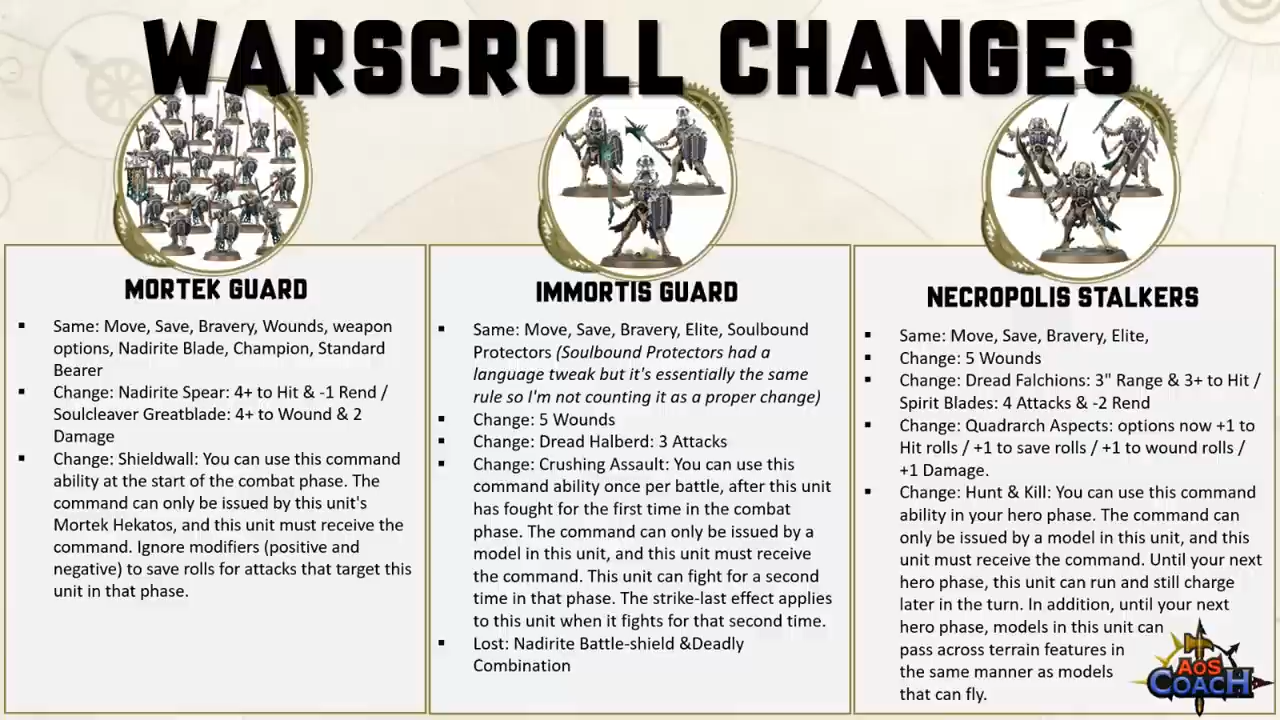 WARSCROLL CHANGES
MORTEK GUARD
▪ Same: Move, Save, Bravery, Wounds, weapon
options, Nadirite Blade, Champion, Standard
Bearer
▪ Change: Nadirite Spear: 4+ to Hit & -1 Rend /
Soulcleaver Greatblade: 4+ to Wound & 2
Damage
▪ Change: Shieldwall: You can use this command
ability at the start of the combat phase. The
command can only be issued by this unit's
Mortek Hekatos, and this unit must receive the
command. Ignore modifiers (positive and
negative) to save rolls for attacks that target this
unit in that phase.
IMMORTIS GUARD
▪ Same: Move, Save, Bravery, Elite, Soulbound
Protectors (Soulbound Protectors had a
language tweak but it's essentially the same
rule so I'm not counting it as a proper change)
▪ Change: 5 Wounds
▪ Change: Dread Halberd: 3 Attacks
▪ Change: Crushing Assault: You can use this
command ability once per battle, after this unit
has fought for the first time in the combat
phase. The command can only be issued by a
model in this unit, and this unit must receive
the command. This unit can fight for a second
time in that phase. The strike-last effect applies
to this unit when it fights for that second time.
▪ Lost: Nadirite Battle-shield &Deadly
Combination
NECROPOLIS STALKERS
▪ Same: Move, Save, Bravery, Elite,
▪ Change: 5 Wounds
▪ Change: Dread Falchions: 3" Range & 3+ to Hit /
Spirit Blades: 4 Attacks & -2 Rend
▪ Change: Quadrarch Aspects: options now +1 to
Hit rolls / +1 to save rolls / +1 to wound rolls /
+1 Damage.
▪ Change: Hunt & Kill: You can use this command
ability in your hero phase. The command can
only be issued by a model in this unit, and this
unit must receive the command. Until your next
hero phase, this unit can run and still charge
later in the turn. In addition, until your next
hero phase, models in this unit can
pass across terrain features in
the same manner as models
that can fly.
AoS
COACH